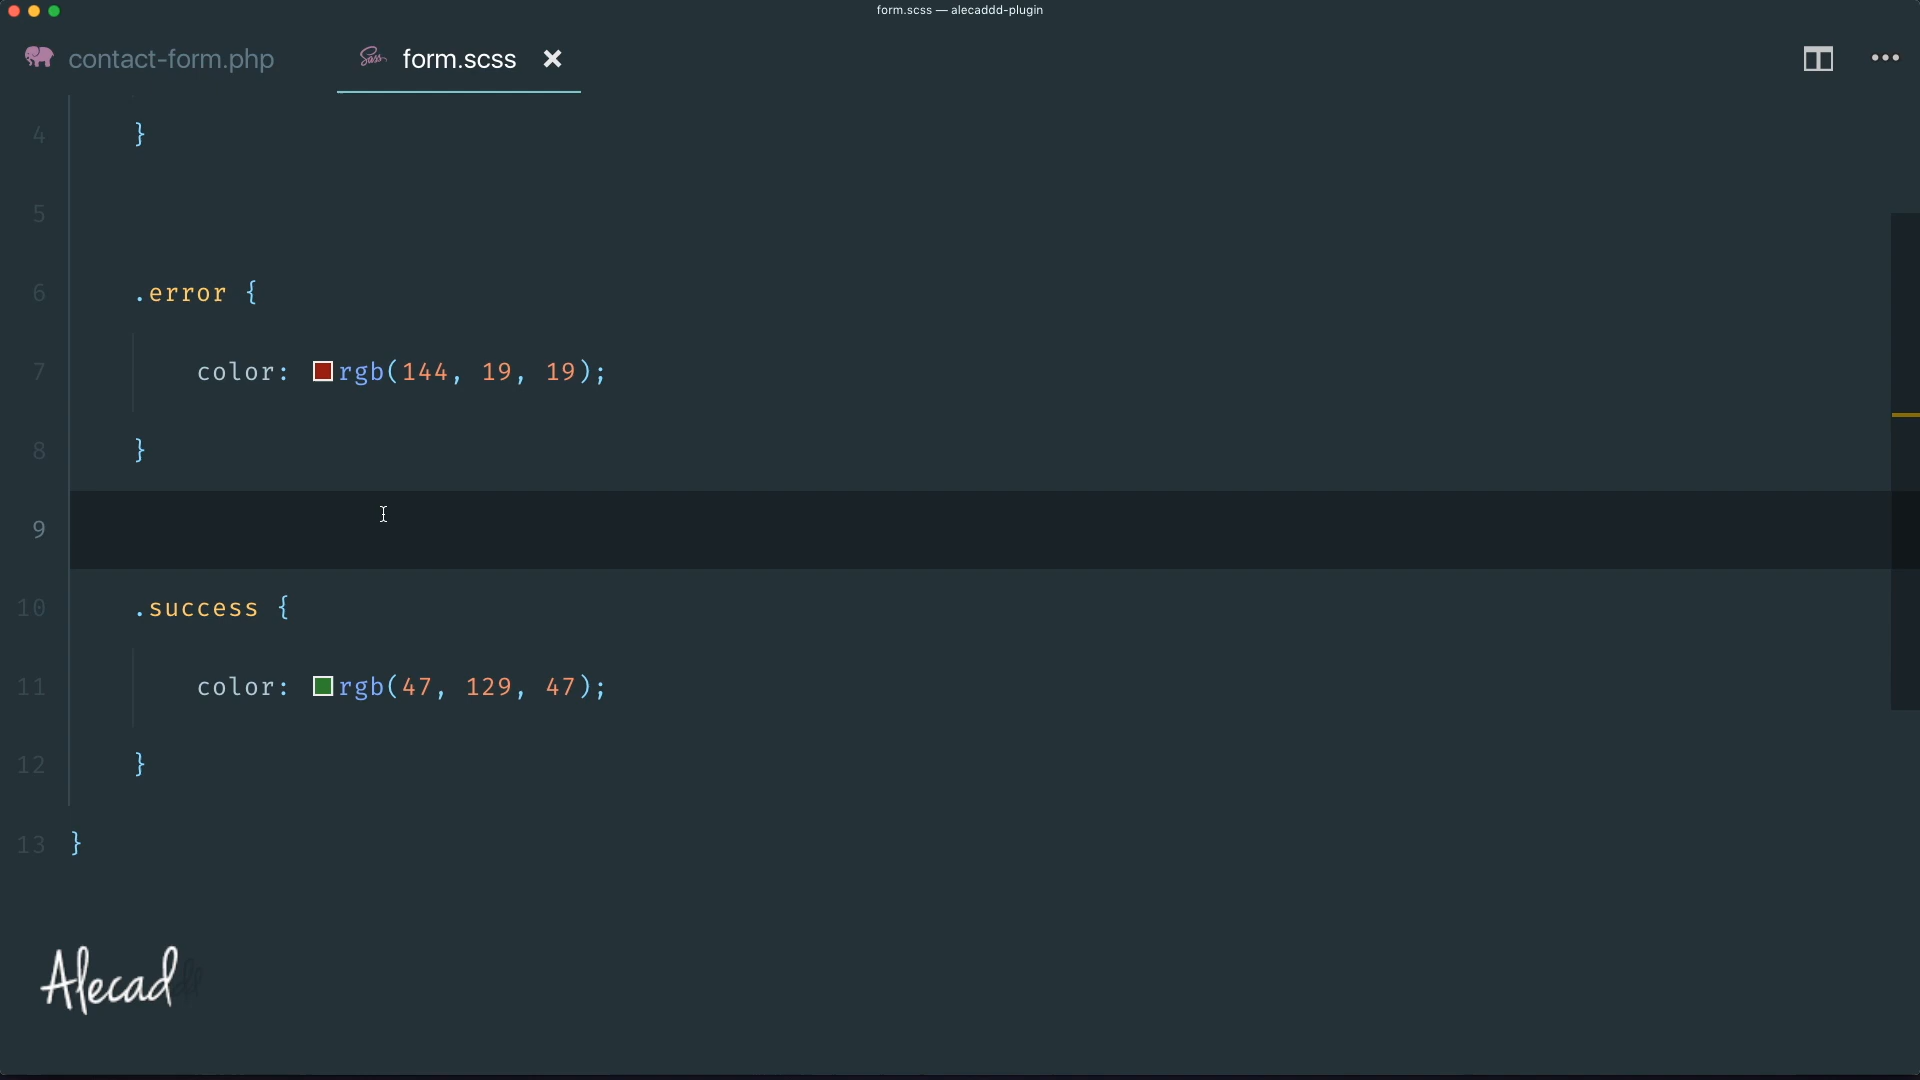 form.scss — alecaddd-plugin
contact-form.php
Sass form.scss
4 }
5
6 .error {
7 color: rgb(144, 19, 19);
8 }
9
10 .success {
11 color: rgb(47, 129, 47);
12 }
13 }
Alecad